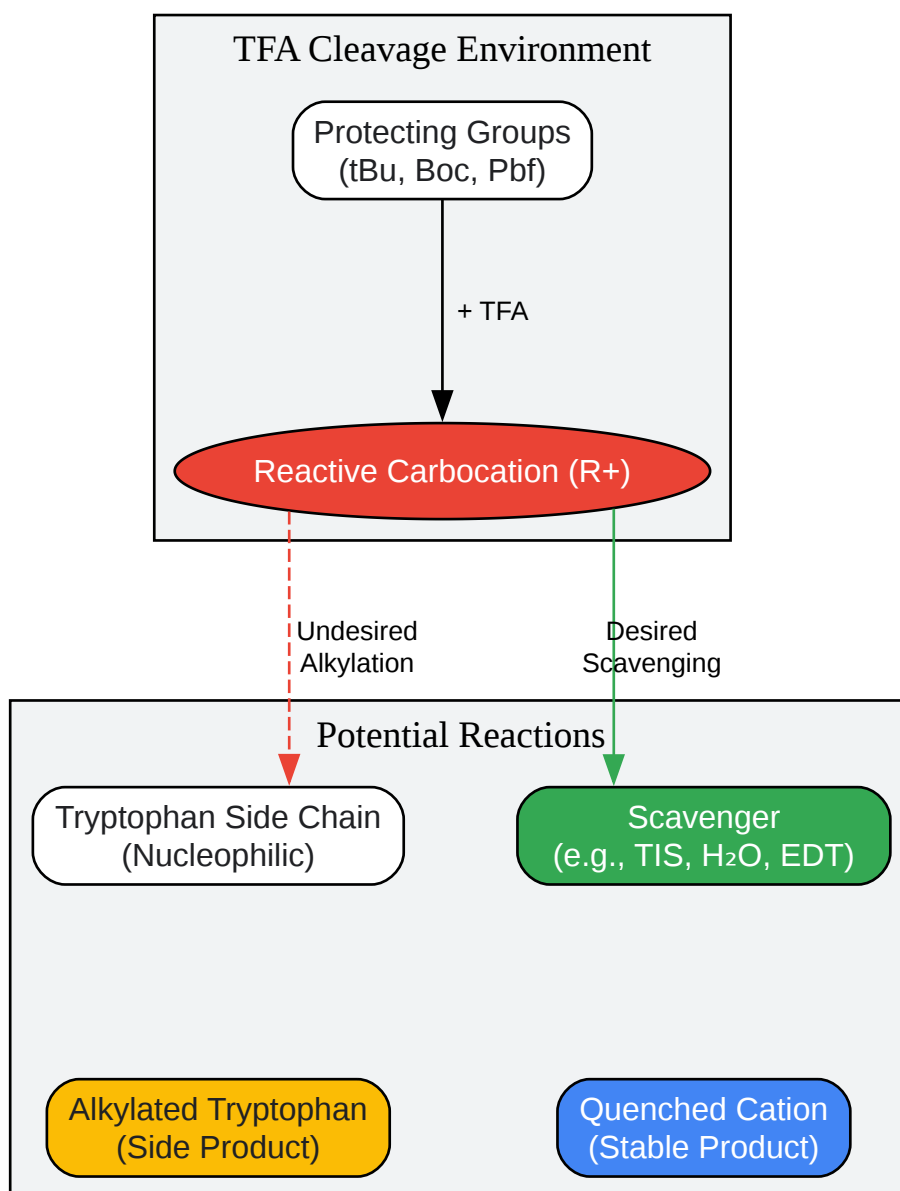 TFA Cleavage Environment
Protecting Groups
(tBu, Boc, Pbf)
+ TFA
Reactive Carbocation (R+)
Undesired
Alkylation
Desired
Scavenging
Potential Reactions
Tryptophan Side Chain
(Nucleophilic)
Scavenger
(e.g., TIS, H₂O, EDT)
Alkylated Tryptophan
(Side Product)
Quenched Cation
(Stable Product)